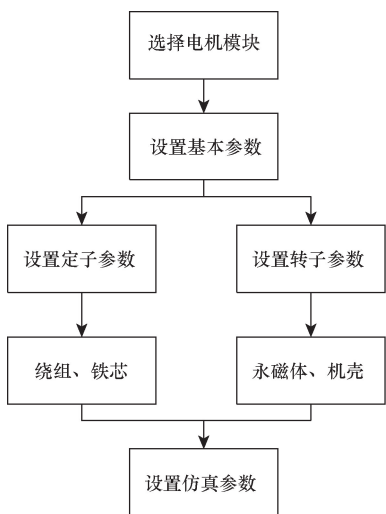 选择电机模块
设置基本参数
设置定子参数
设置转子参数
绕组、铁芯
永磁体、机壳
设置仿真参数